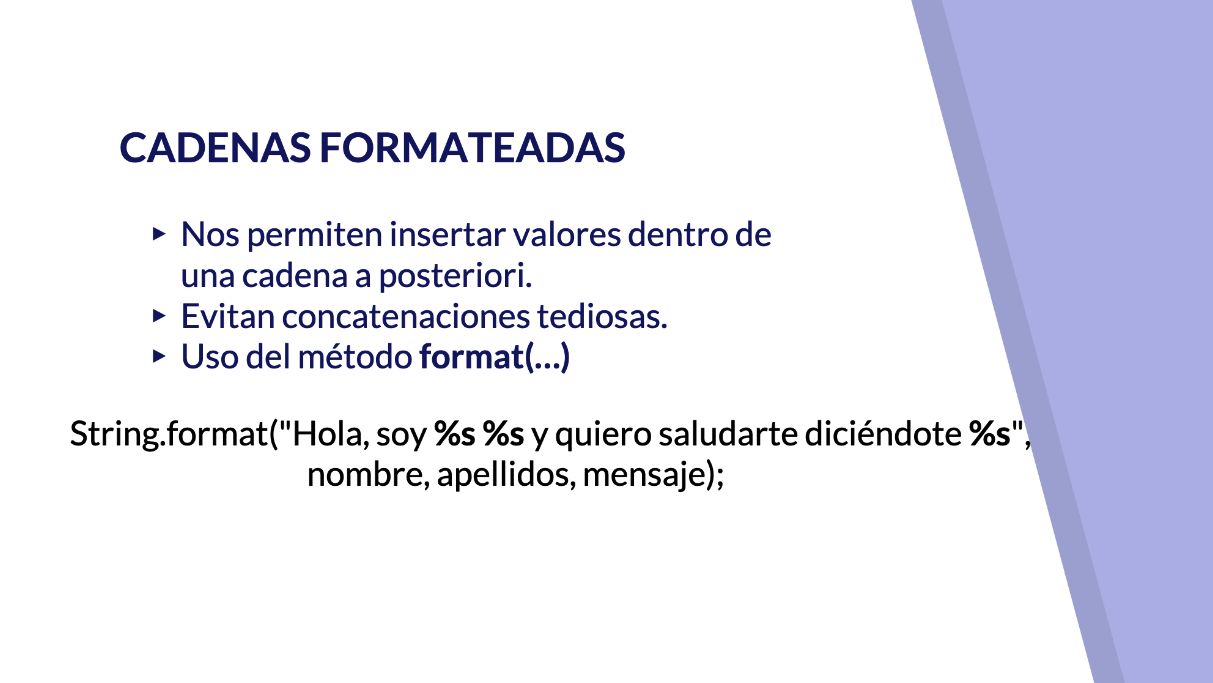 CADENAS FORMATEADAS
▸ Nos permiten insertar valores dentro de
una cadena a posteriori.
▸ Evitan concatenaciones tediosas.
▸ Uso del método format(…)
String.format("Hola, soy %s %s y quiero saludarte diciéndote %s",
nombre, apellidos, mensaje);